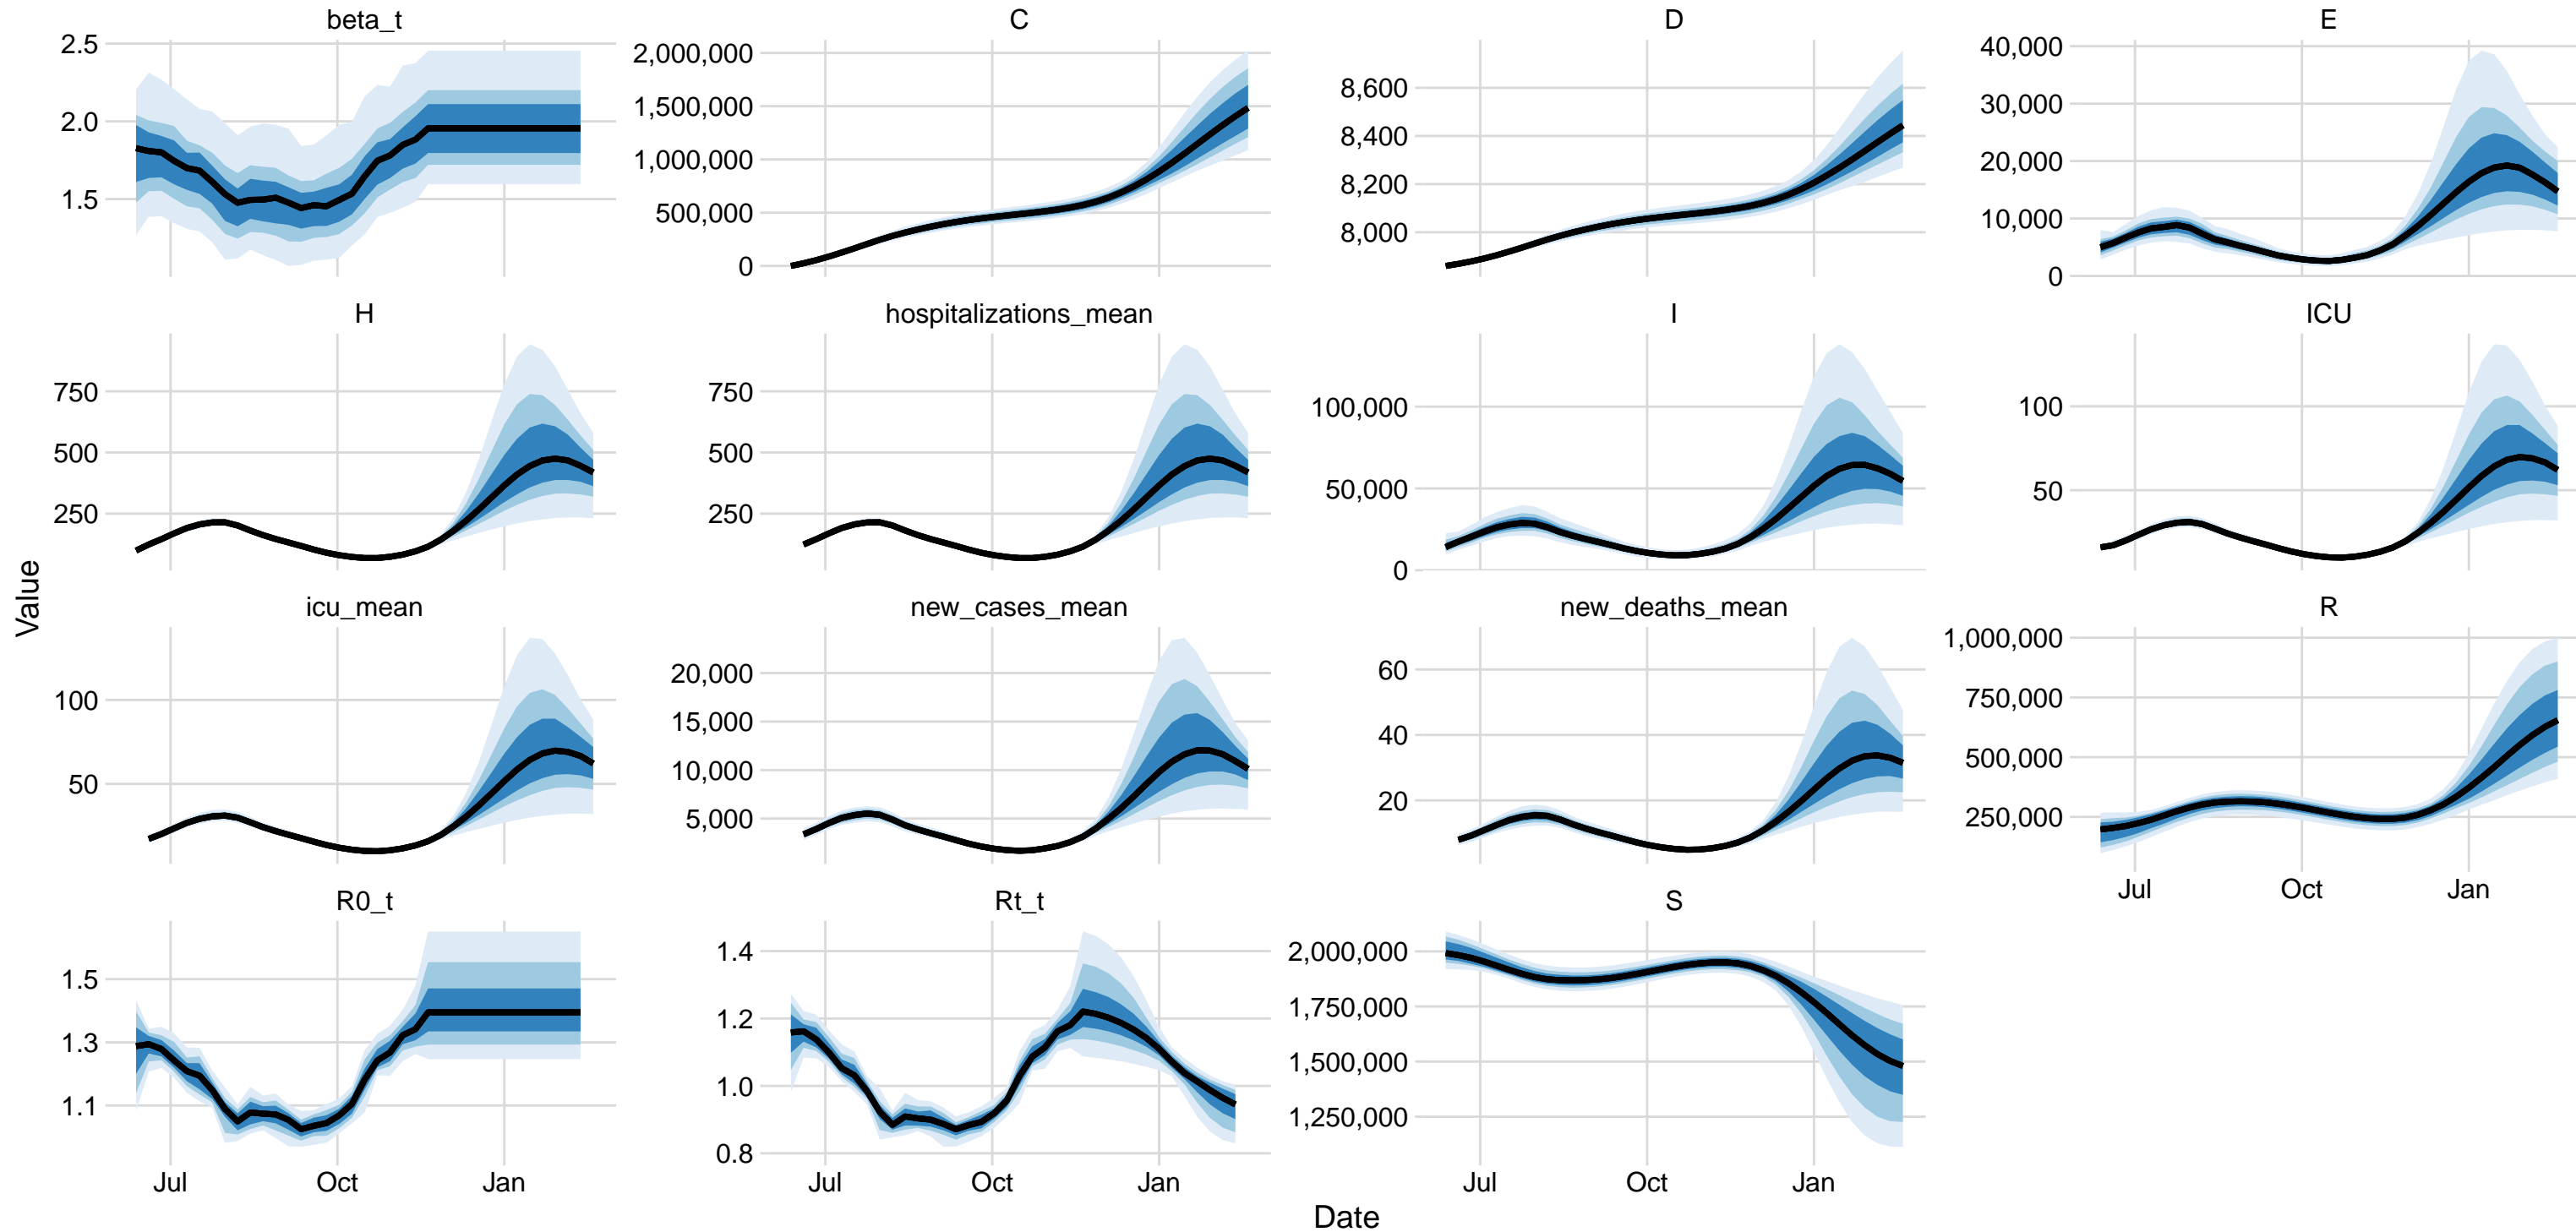 beta_t
2.5
2.0
1.5
C
2,000,000
1,500,000
1,000,000
500,000
0
D
8,600
8,400
8,200
8,000
E
40,000
30,000
20,000
10,000
0
H
750
500
250
hospitalizations_mean
750
500
250
I
100,000
50,000
0
ICU
100
50
Value
icu_mean
100
50
new_cases_mean
20,000
15,000
10,000
5,000
new_deaths_mean
60
40
20
R
1,000,000
750,000
500,000
250,000
Jul Oct Jan
R0_t
1.5
1.3
1.1
Jul Oct Jan
Rt_t
1.4
1.2
1.0
0.8
Jul Oct Jan
S
2,000,000
1,750,000
1,500,000
1,250,000
Jul Oct Jan
Date